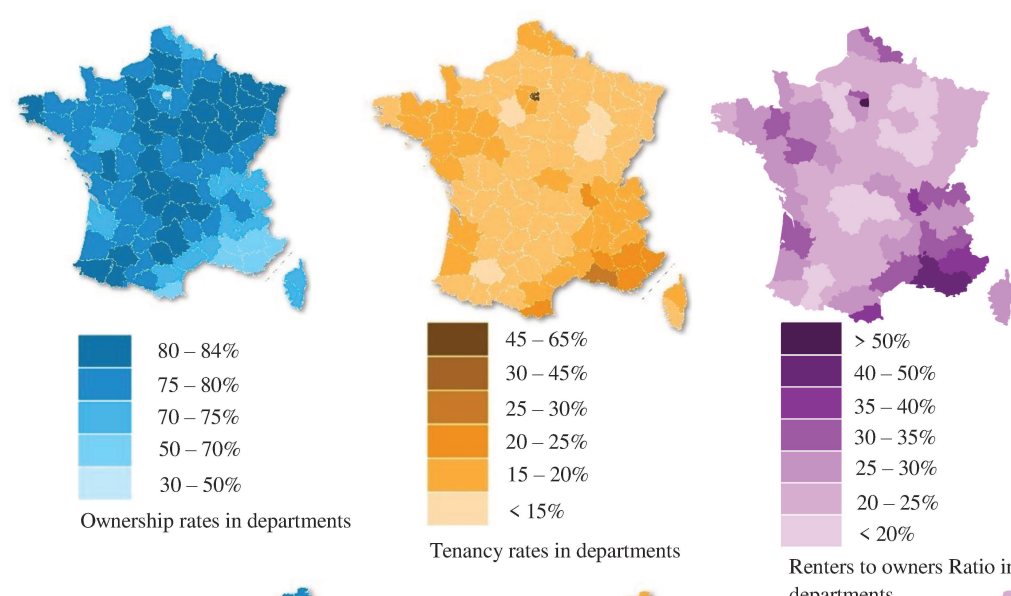 80 – 84%
75 – 80%
70 – 75%
50 – 70%
30 – 50%
Ownership rates in departments
45 – 65%
30 – 45%
25 – 30%
20 – 25%
15 – 20%
< 15%
Tenancy rates in departments
> 50%
40 – 50%
35 – 40%
30 – 35%
25 – 30%
20 – 25%
< 20%
Renters to owners Ratio in
departments